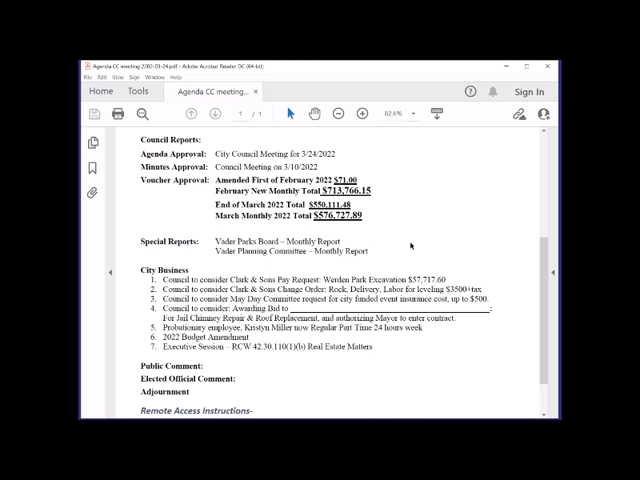 Agenda CC meeting 2202-03-24.pdf - Adobe Acrobat Reader DC (64-bit)
File Edit View Sign Window Help
Home Tools Agenda CC meeting... × Sign In
1 / 1 82.6%
Council Reports:
Agenda Approval: City Council Meeting for 3/24/2022
Minutes Approval: Council Meeting on 3/10/2022
Voucher Approval: Amended First of February 2022 $71.00
February New Monthly Total $713,766.15
End of March 2022 Total $550,111.48
March Monthly 2022 Total $576,727.89
Special Reports: Vader Parks Board – Monthly Report
Vader Planning Committee – Monthly Report
City Business
1. Council to consider Clark & Sons Pay Request: Werden Park Excavation $57,717.60
2. Council to consider Clark & Sons Change Order: Rock, Delivery, Labor for leveling $3500+tax
3. Council to consider May Day Committee request for city funded event insurance cost, up to $500.
4. Council to consider: Awarding Bid to ____________________:
For Jail Chimney Repair & Roof Replacement, and authorizing Mayor to enter contract.
5. Probationary employee, Kristyn Miller now Regular Part Time 24 hours week
6. 2022 Budget Amendment
7. Executive Session – RCW 42.30.110(1)(b) Real Estate Matters
Public Comment:
Elected Official Comment:
Adjournment
Remote Access Instructions-